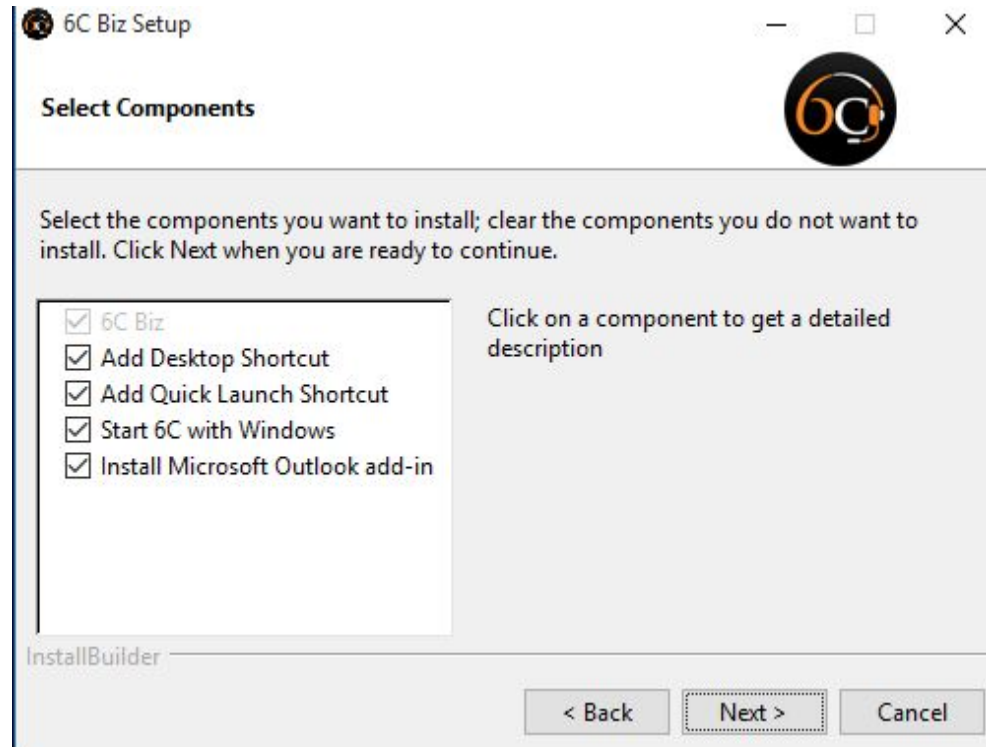 6C Biz Setup
Select Components
6C
Select the components you want to install; clear the components you do not want to
install. Click Next when you are ready to continue.
6C Biz
Add Desktop Shortcut
Add Quick Launch Shortcut
Start 6C with Windows
Install Microsoft Outlook add-in
Click on a component to get a detailed
description
InstallBuilder
< Back Next > Cancel